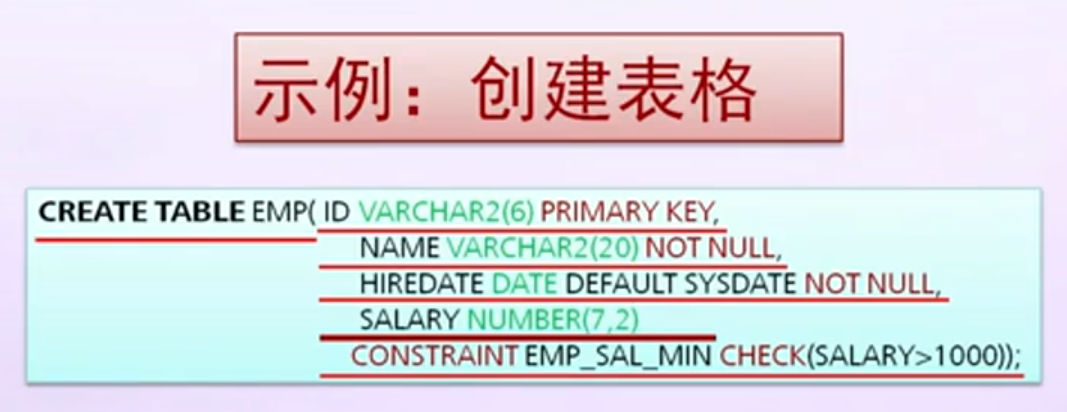 示例：创建表格
CREATE TABLE EMP( ID VARCHAR2(6) PRIMARY KEY,
NAME VARCHAR2(20) NOT NULL,
HIREDATE DATE DEFAULT SYSDATE NOT NULL,
SALARY NUMBER(7,2)
CONSTRAINT EMP_SAL_MIN CHECK(SALARY>1000));